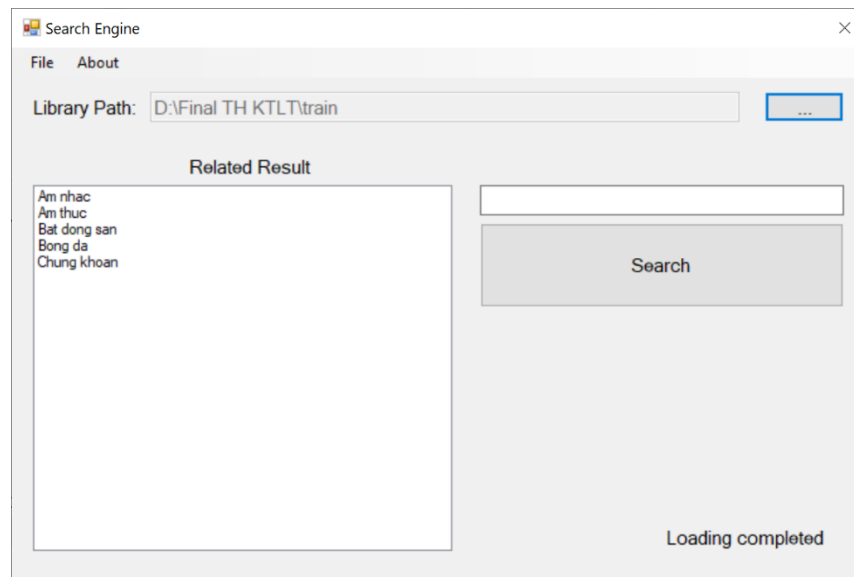 Search Engine
File About
Library Path: D:\Final TH KTLT\train ...
Related Result
Am nhac
Am thuc
Bat dong san
Bong da
Chung khoan
Search
Loading completed